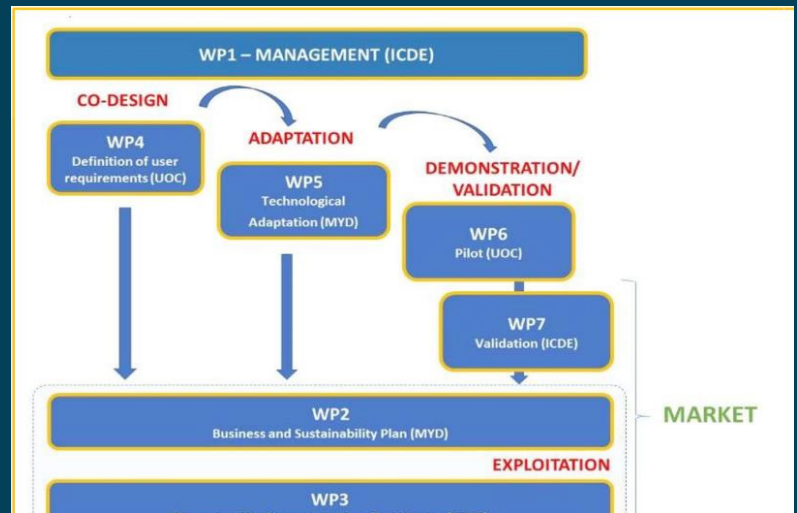 WP1 – MANAGEMENT (ICDE)
CO-DESIGN
WP4
Definition of user
requirements (UOC)
ADAPTATION
WP5
Technological
Adaptation (MYD)
DEMONSTRATION/
VALIDATION
WP6
Pilot (UOC)
WP7
Validation (ICDE)
MARKET
WP2
Business and Sustainability Plan (MYD)
EXPLOITATION
WP3